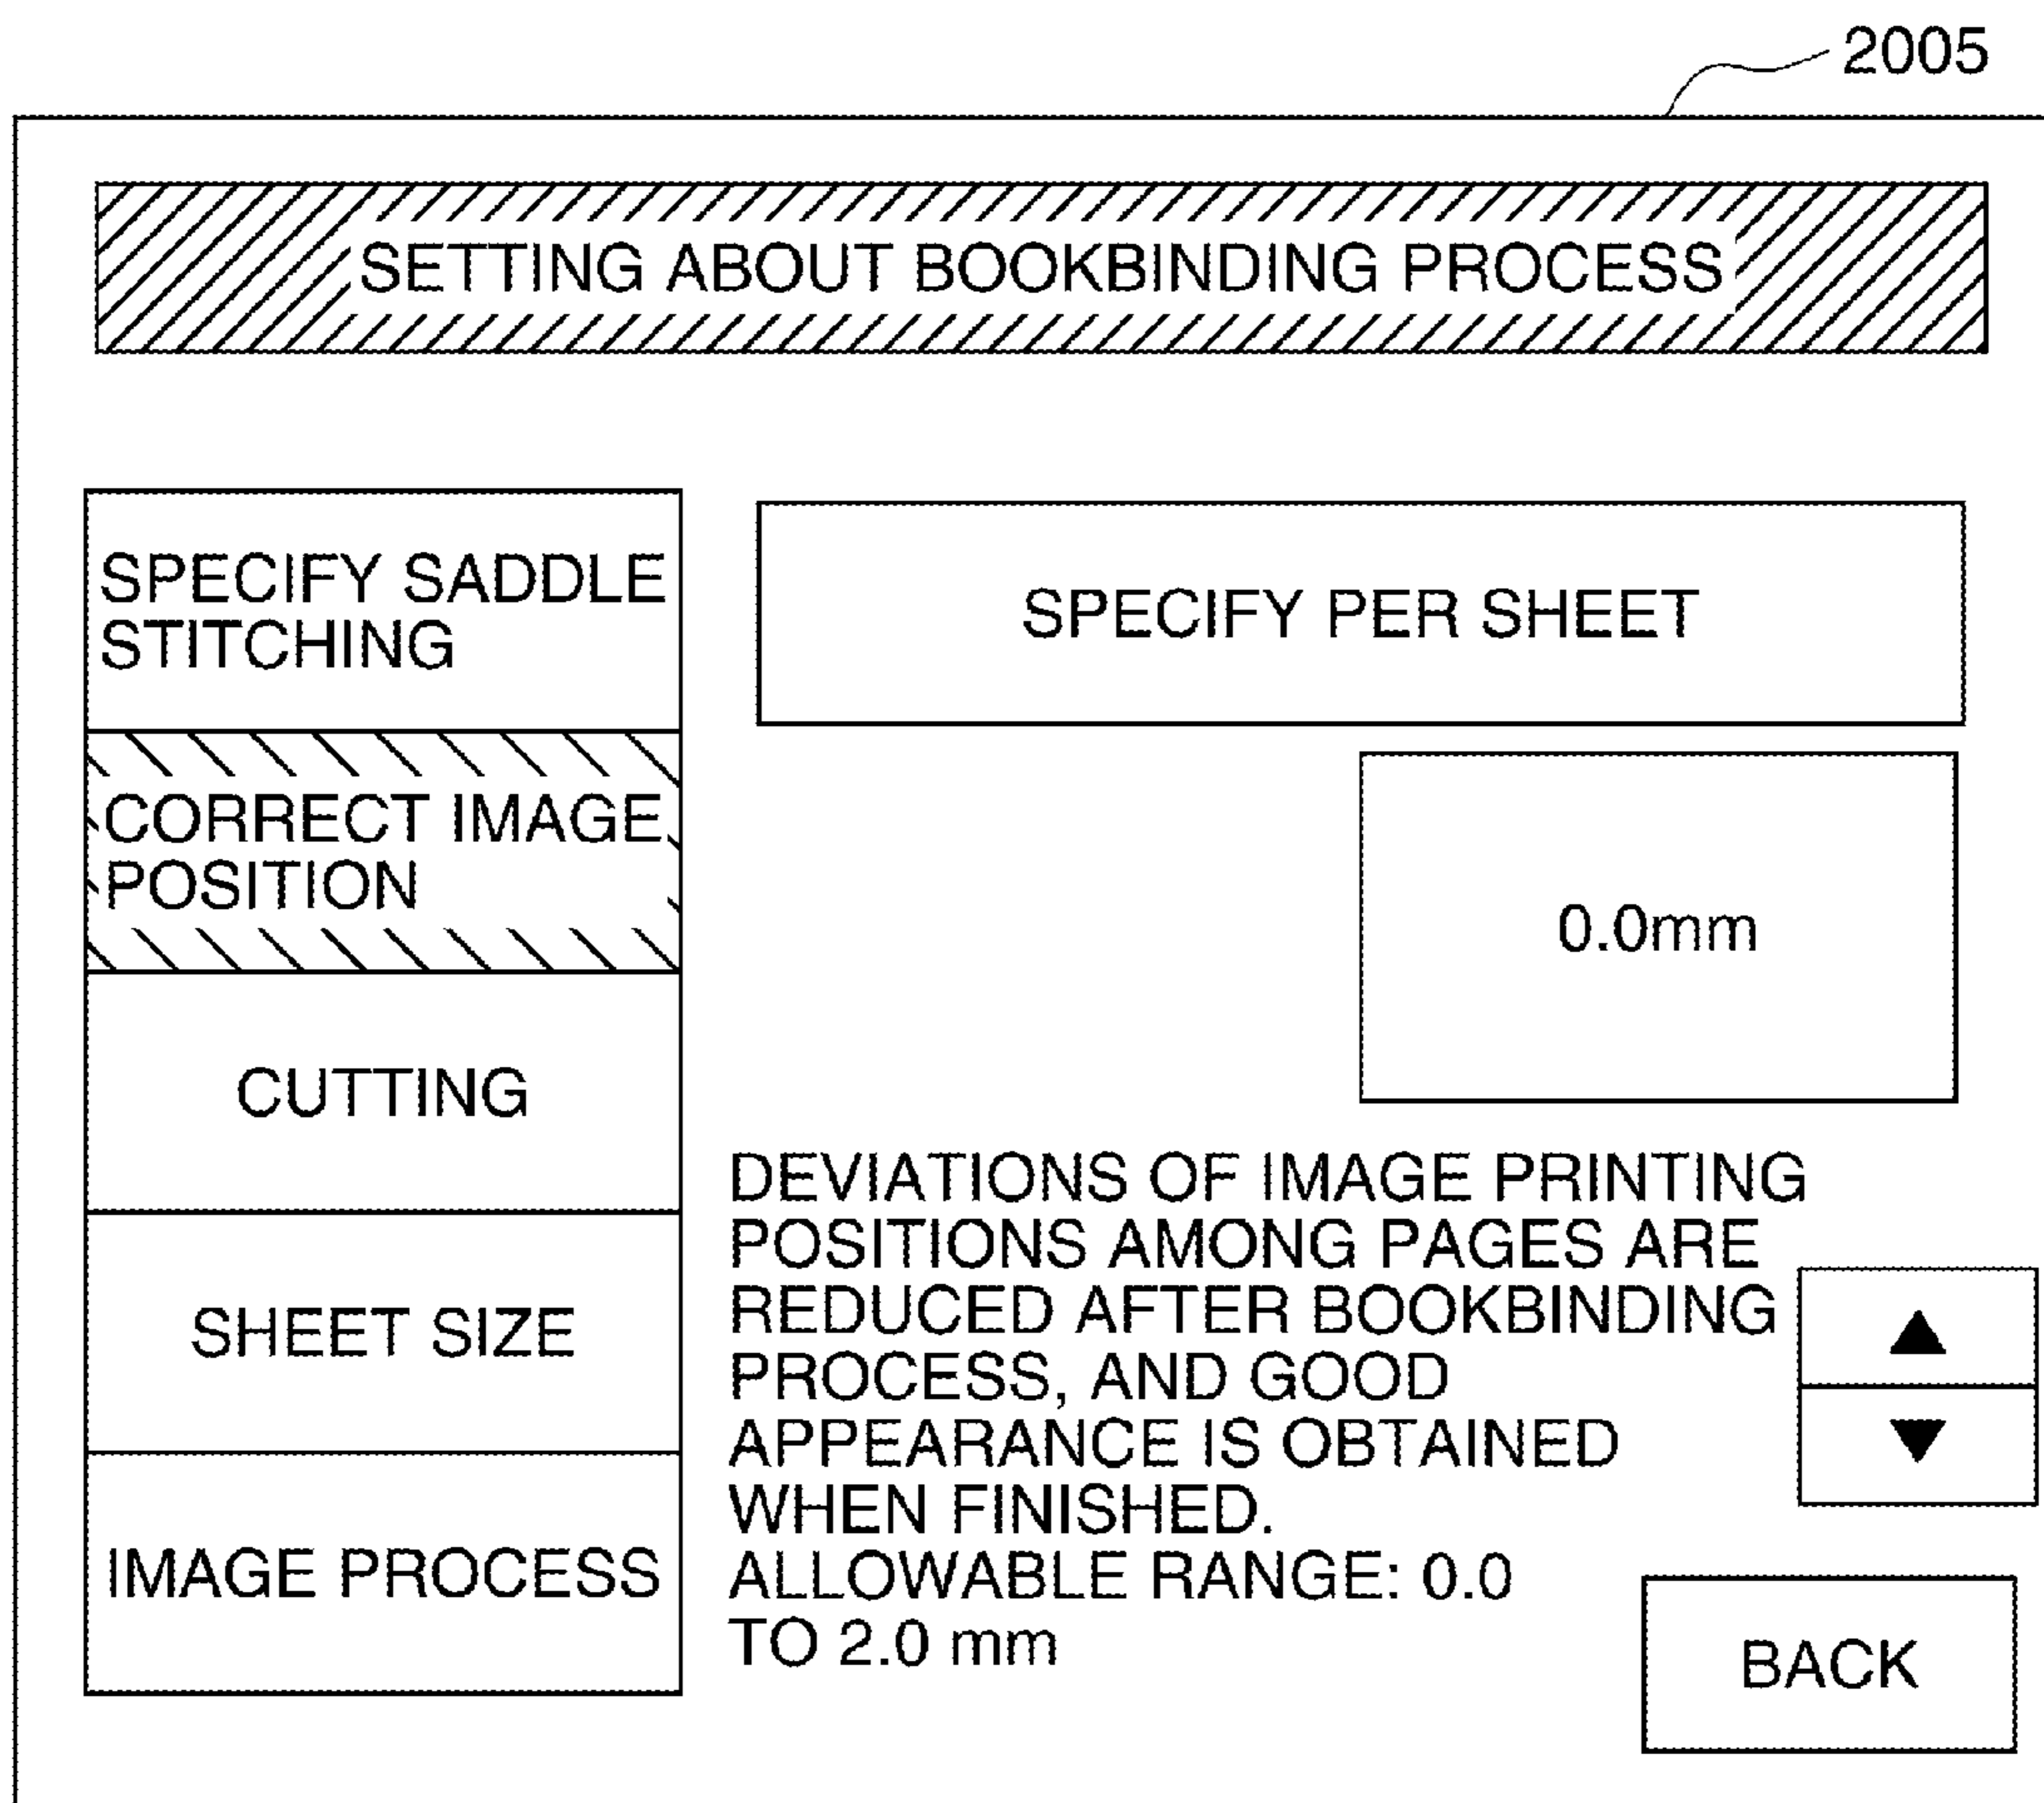 2005
SETTING ABOUT BOOKBINDING PROCESS
SPECIFY SADDLE
STITCHING
CORRECT IMAGE
POSITION
CUTTING
SHEET SIZE
IMAGE PROCESS
SPECIFY PER SHEET
0.0mm
DEVIATIONS OF IMAGE PRINTING
POSITIONS AMONG PAGES ARE
REDUCED AFTER BOOKBINDING
PROCESS, AND GOOD
APPEARANCE IS OBTAINED
WHEN FINISHED.
ALLOWABLE RANGE: 0.0
TO 2.0 mm
BACK